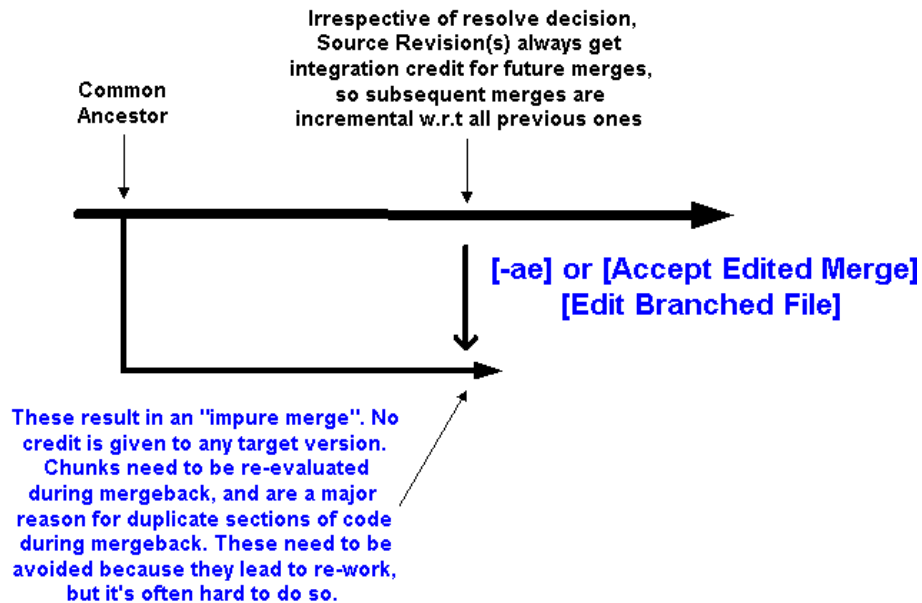 Irrespective of resolve decision,
Source Revision(s) always get
integration credit for future merges,
so subsequent merges are
incremental w.r.t all previous ones
Common
Ancestor
[-ae] or [Accept Edited Merge]
[Edit Branched File]
These result in an "impure merge". No
credit is given to any target version.
Chunks need to be re-evaluated
during mergeback, and are a major
reason for duplicate sections of code
during mergeback. These need to be
avoided because they lead to re-work,
but it's often hard to do so.